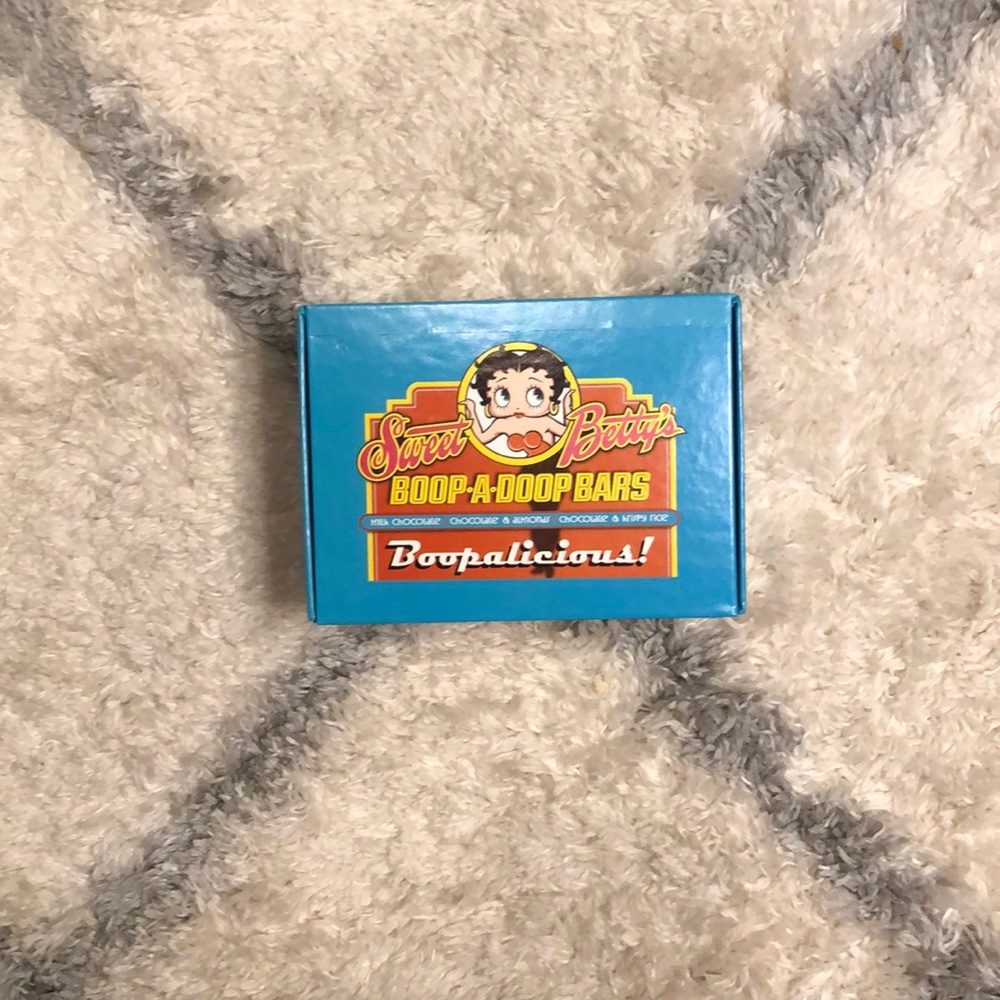 Sweet Betty's
BOOP·A·DOOP BARS
milk chocolate chocolate & almonds chocolate & krispy rice
Boopalicious!